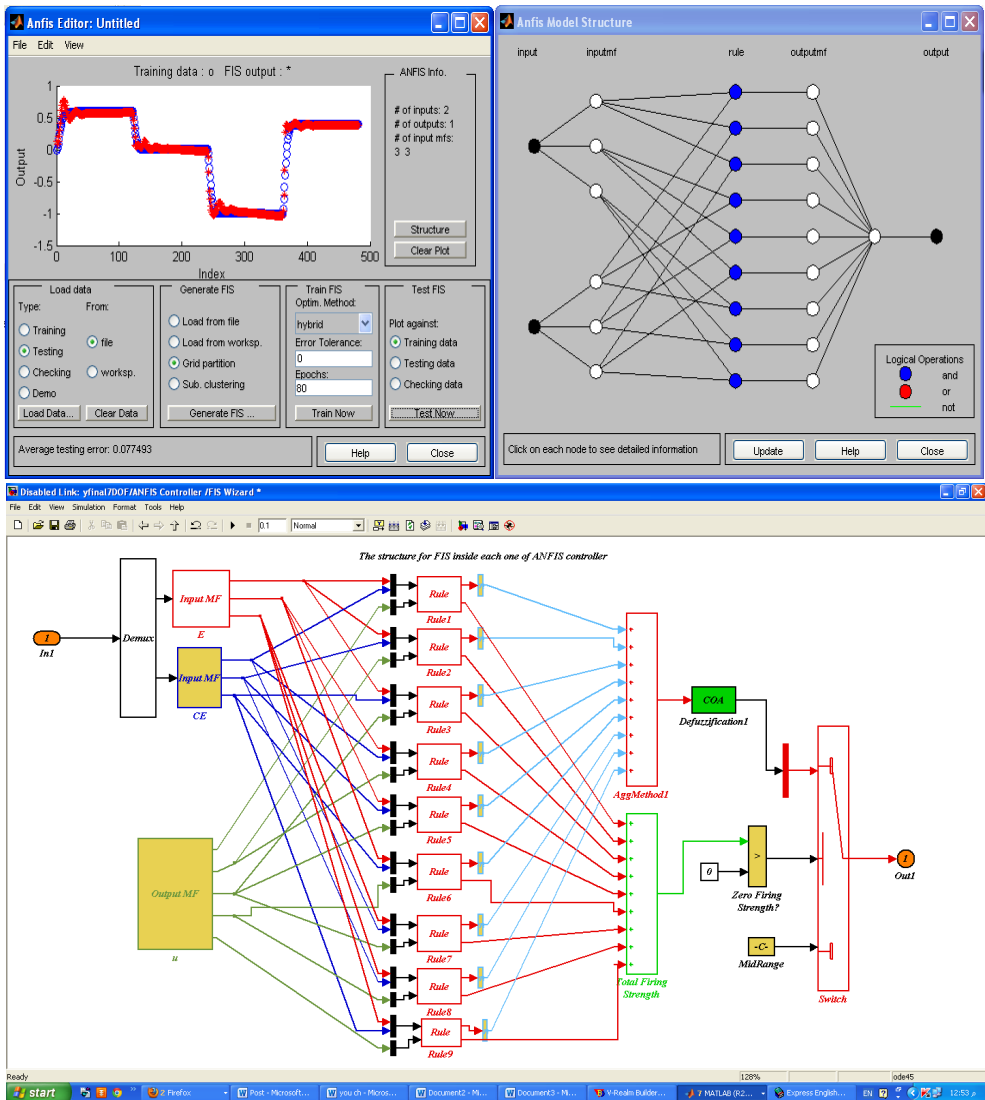 Anfis Editor: Untitled
File Edit View
Training data : o FIS output : *
1
0.5
0
-0.5
-1
-1.5
Output
0 100 200 300 400 500
Index
ANFIS Info.
# of inputs: 2
# of outputs: 1
# of input mfs:
3 3
Structure
Clear Plot
Load data
Type: From:
Training
Testing
Checking
Demo
file
worksp.
Load Data... Clear Data
Generate FIS
Load from file
Load from worksp.
Grid partition
Sub. clustering
Generate FIS ...
Train FIS
Optim. Method:
hybrid
Error Tolerance:
0
Epochs:
80
Train Now
Test FIS
Plot against:
Training data
Testing data
Checking data
Test Now
Average testing error: 0.077493
Help Close
Anfis Model Structure
input inputmf rule outputmf output
Logical Operations
and
or
not
Click on each node to see detailed information
Update Help Close
Disabled Link: yfinal7DOF/ANFIS Controller /FIS Wizard *
File Edit View Simulation Format Tools Help
0.1 Normal
The structure for FIS inside each one of ANFIS controller
1
In1
Demux
Input MF
E
Input MF
CE
Output MF
u
Rule
Rule1
Rule
Rule2
Rule
Rule3
Rule
Rule4
Rule
Rule5
Rule
Rule6
Rule
Rule7
Rule
Rule8
Rule
Rule9
AggMethod1
Total Firing
Strength
COA
Defuzzification1
0
>
Zero Firing
Strength?
-C-
MidRange
Switch
1
Out1
Ready 128% ode45
start
2 Firefox
Post - Microsoft...
you ch - Micros...
Document2 - Mi...
Document3 - Mi...
V-Realm Builder...
7 MATLAB (R2...
Express English...
EN
12:53 م